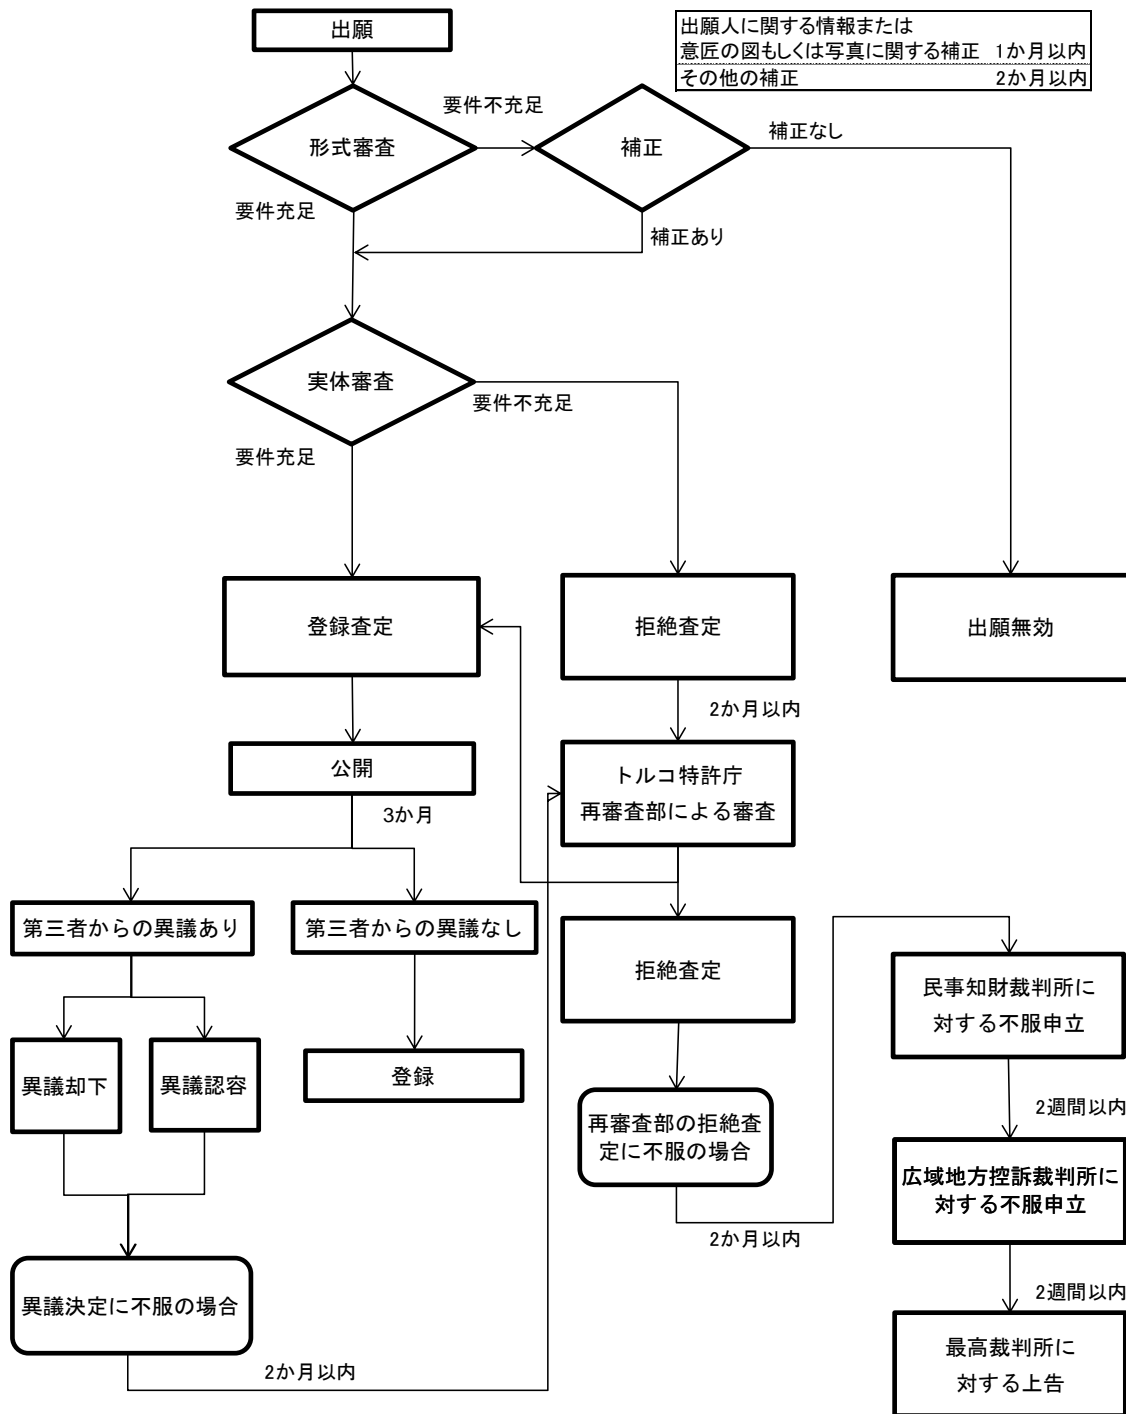 出願
出願人に関する情報または
意匠の図もしくは写真に関する補正 1か月以内
その他の補正 2か月以内
要件不充足
補正なし
形式審査
補正
要件充足
補正あり
実体審査
要件不充足
要件充足
登録査定
拒絶査定
出願無効
2か月以内
公開
トルコ特許庁
再審査部による審査
3か月
第三者からの異議あり
第三者からの異議なし
拒絶査定
民事知財裁判所に
対する不服申立
異議却下
異議認容
登録
2週間以内
再審査部の拒絶査
定に不服の場合
広域地方控訴裁判所に
対する不服申立
2か月以内
異議決定に不服の場合
2週間以内
2か月以内
最高裁判所に
対する上告